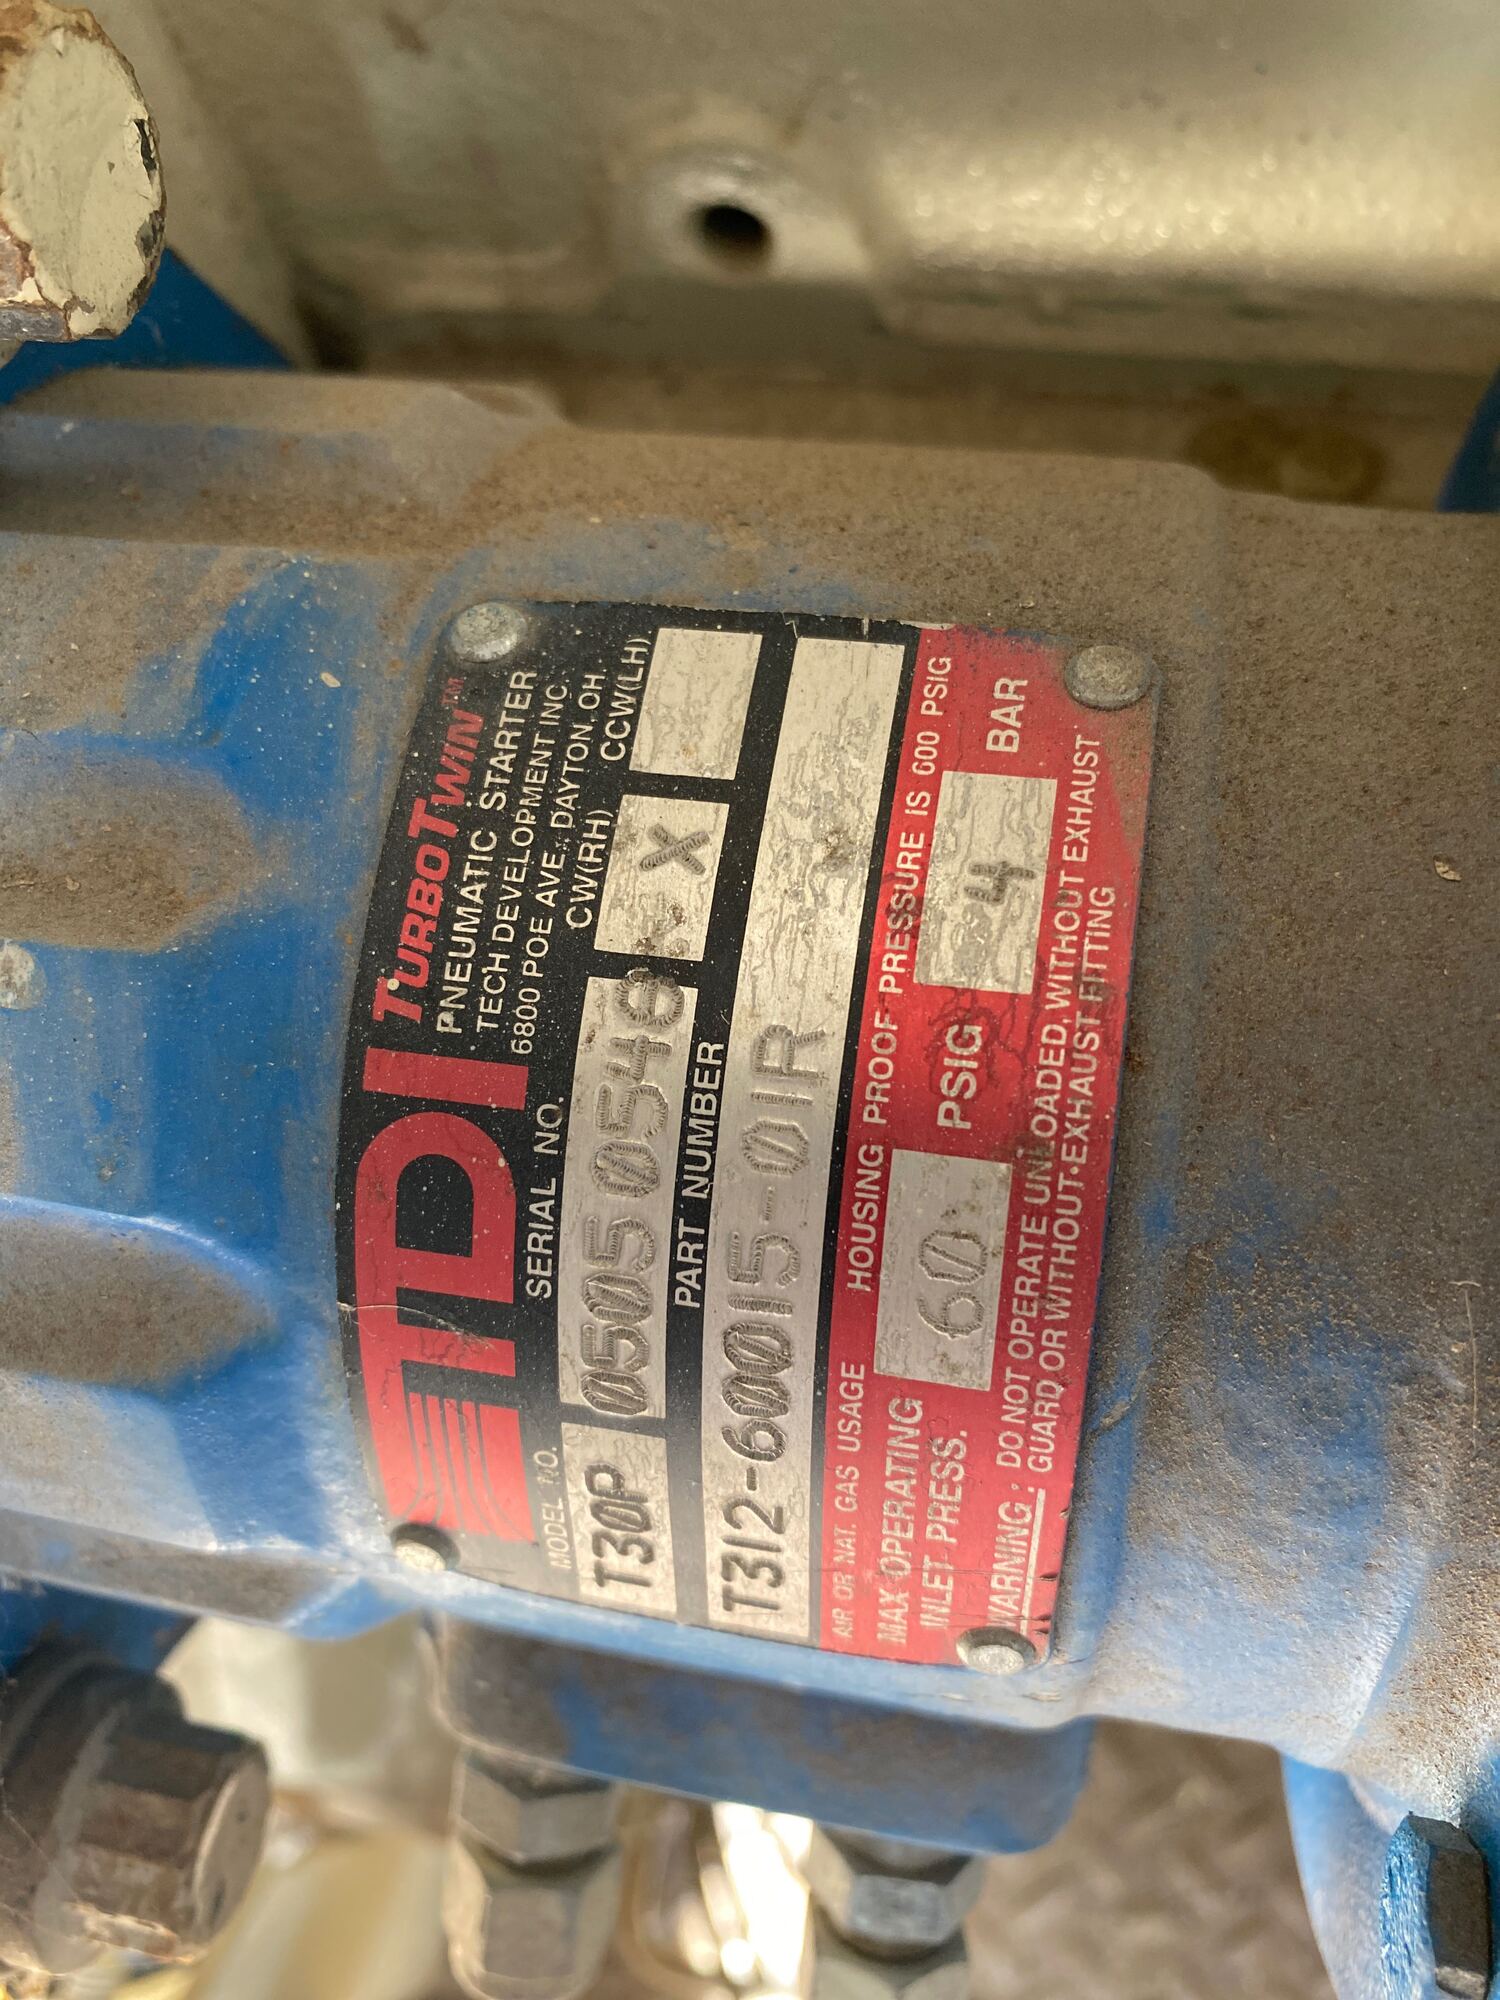 TDI TURBOTWIN™
PNEUMATIC STARTER
TECH DEVELOPMENT INC.
6800 POE AVE. DAYTON, OH.
MODEL NO. SERIAL NO. CW(RH) CCW(LH)
T30P 0505 0546 X
PART NUMBER
T312-60015-01R
AIR OR NAT. GAS USAGE HOUSING PROOF PRESSURE IS 600 PSIG
MAX OPERATING
INLET PRESS. 60 PSIG 4 BAR
WARNING: DO NOT OPERATE UNLOADED, WITHOUT EXHAUST
GUARD OR WITHOUT EXHAUST FITTING